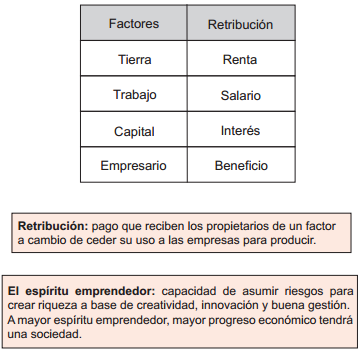 Factores Retribución
Tierra Renta
Trabajo Salario
Capital Interés
Empresario Beneficio
Retribución: pago que reciben los propietarios de un factor
a cambio de ceder su uso a las empresas para producir.
El espíritu emprendedor: capacidad de asumir riesgos para
crear riqueza a base de creatividad, innovación y buena gestión.
A mayor espíritu emprendedor, mayor progreso económico tendrá
una sociedad.